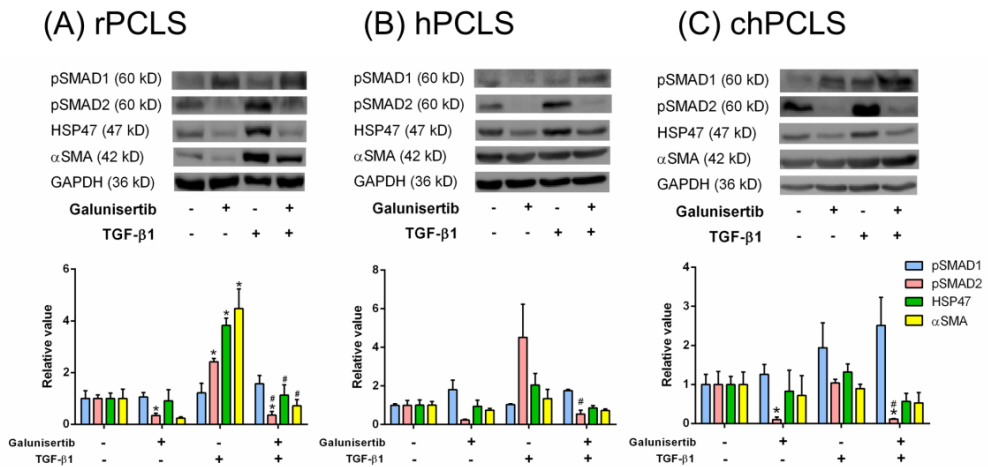 (A) rPCLS
pSMAD1 (60 kD)
pSMAD2 (60 kD)
HSP47 (47 kD)
αSMA (42 kD)
GAPDH (36 kD)
Galunisertib - + - +
TGF-β1 - - + +
Relative value
6
4
2
0
* * * * * # * # #
Galunisertib - + - +
TGF-β1 - - + +
(B) hPCLS
pSMAD1 (60 kD)
pSMAD2 (60 kD)
HSP47 (47 kD)
αSMA (42 kD)
GAPDH (36 kD)
Galunisertib - + - +
TGF-β1 - - + +
Relative value
8
6
4
2
0
#
Galunisertib - + - +
TGF-β1 - - + +
(C) chPCLS
pSMAD1 (60 kD)
pSMAD2 (60 kD)
HSP47 (47 kD)
αSMA (42 kD)
GAPDH (36 kD)
Galunisertib - + - +
TGF-β1 - - + +
Relative value
4
3
2
1
0
* # *
Galunisertib - + - +
TGF-β1 - - + +
pSMAD1
pSMAD2
HSP47
αSMA